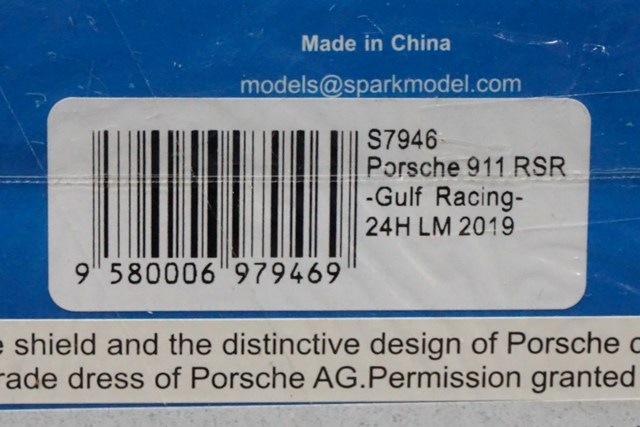 Made in China
models@sparkmodel.com
S7946
Porsche 911 RSR
-Gulf Racing-
24H LM 2019
9 580006 979469
shield and the distinctive design of Porsche
dress of Porsche AG.Permission granted